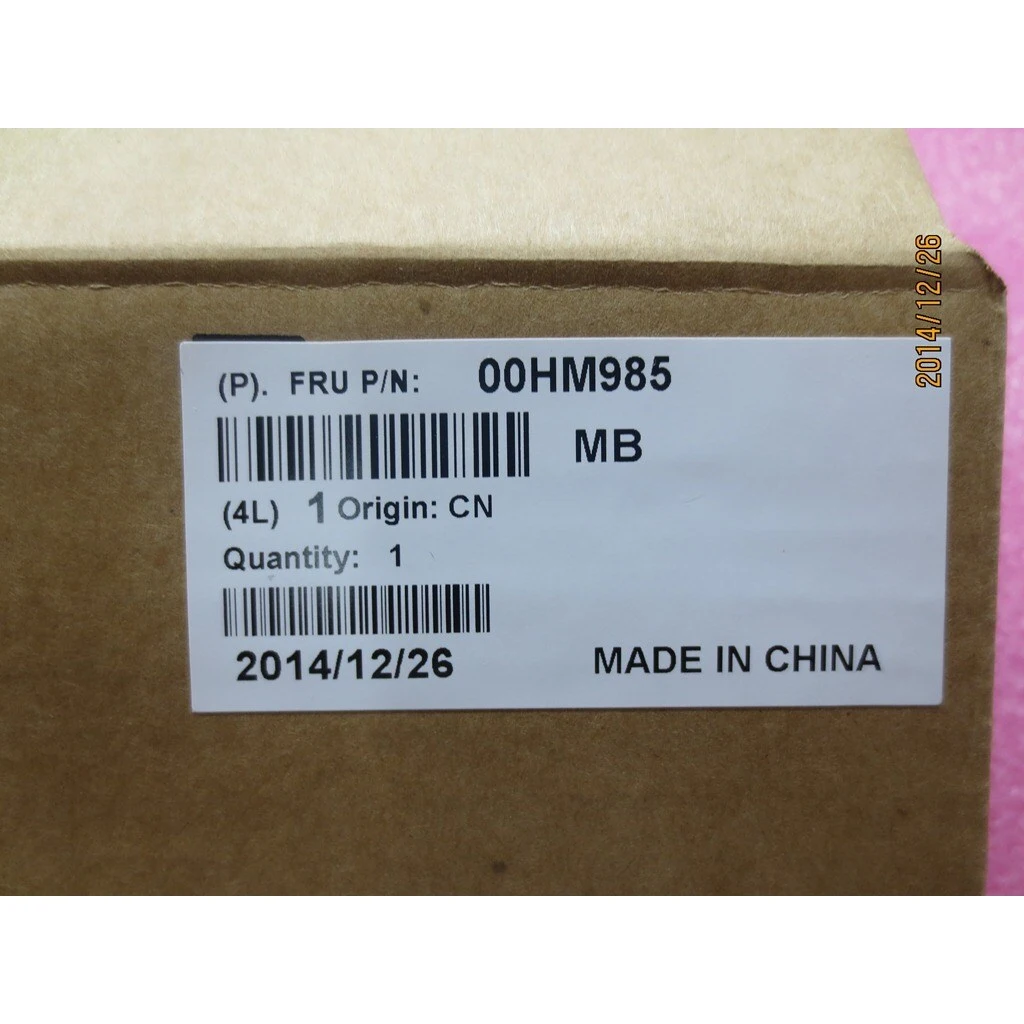 2014/12/26
(P). FRU P/N: 00HM985
MB
(4L) 1 Origin: CN
Quantity: 1
2014/12/26
MADE IN CHINA